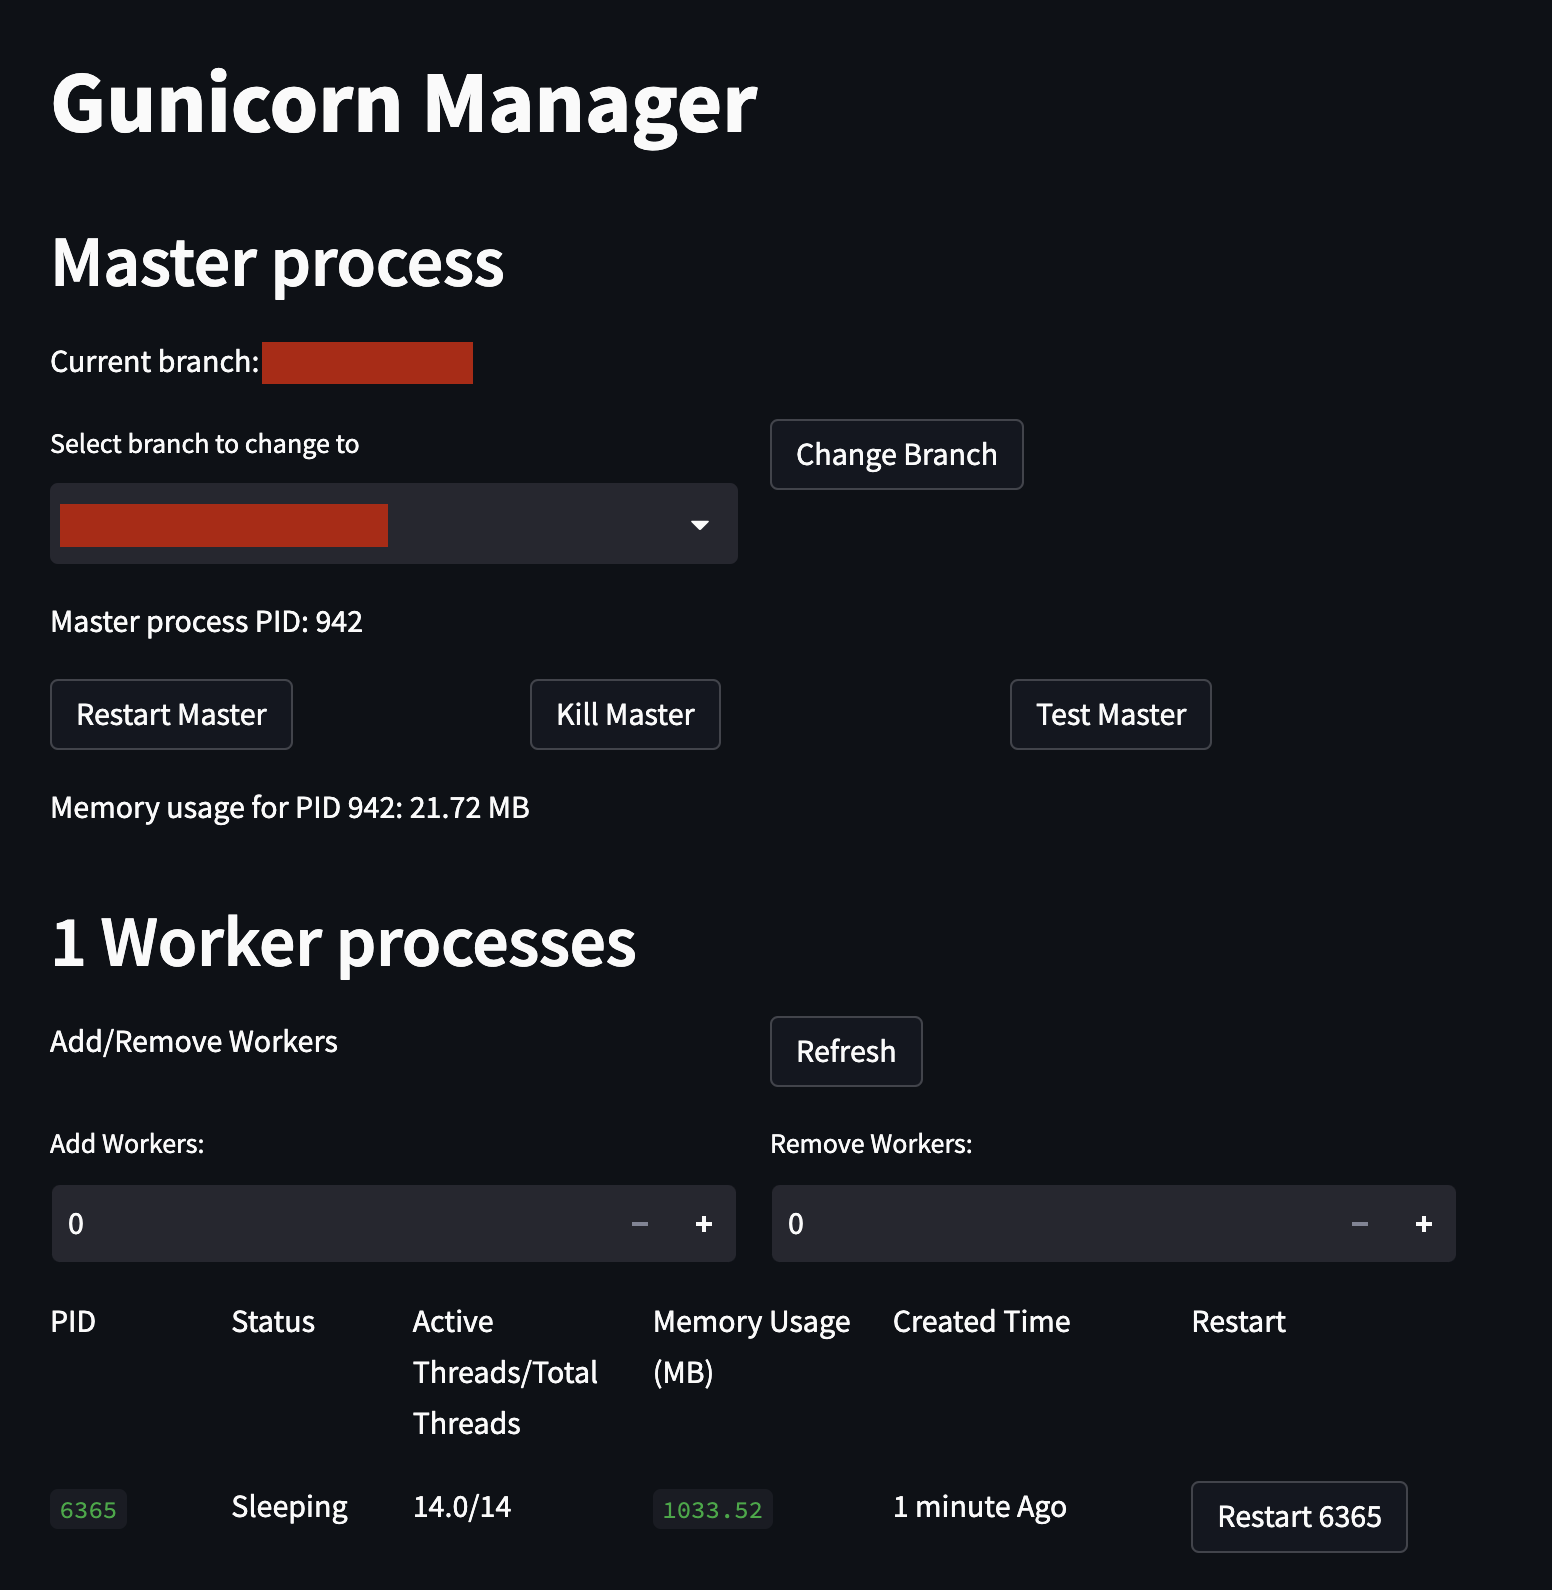 Gunicorn Manager
Master process
Current branch:
Select branch to change to
Change Branch
Master process PID: 942
Restart Master
Kill Master
Test Master
Memory usage for PID 942: 21.72 MB
1 Worker processes
Add/Remove Workers
Refresh
Add Workers:
Remove Workers:
0 − +
0 − +
PID
Status
Active
Threads/Total
Threads
Memory Usage
(MB)
Created Time
Restart
6365
Sleeping
14.0/14
1033.52
1 minute Ago
Restart 6365